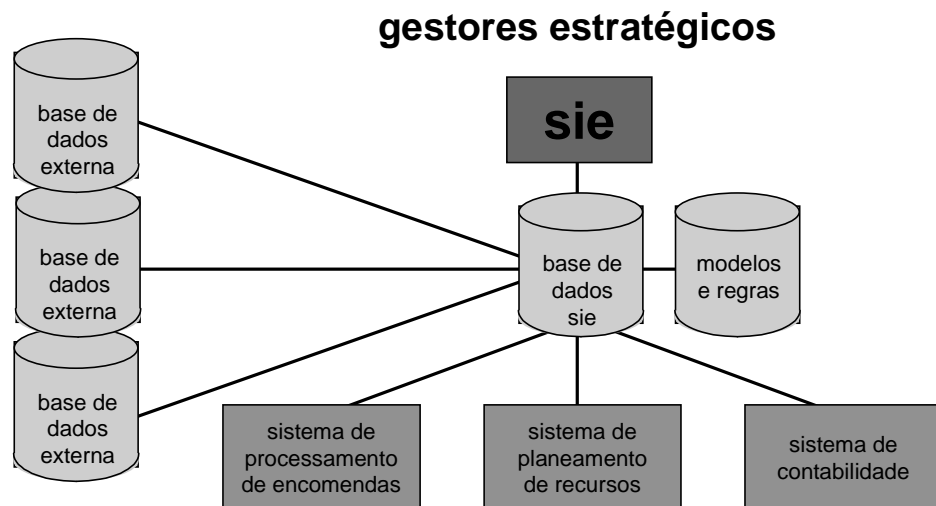 gestores estratégicos
sie
base de
dados
externa
base de
dados
externa
base de
dados
externa
base de
dados
sie
modelos
e regras
sistema de
processamento
de encomendas
sistema de
planeamento
de recursos
sistema de
contabilidade